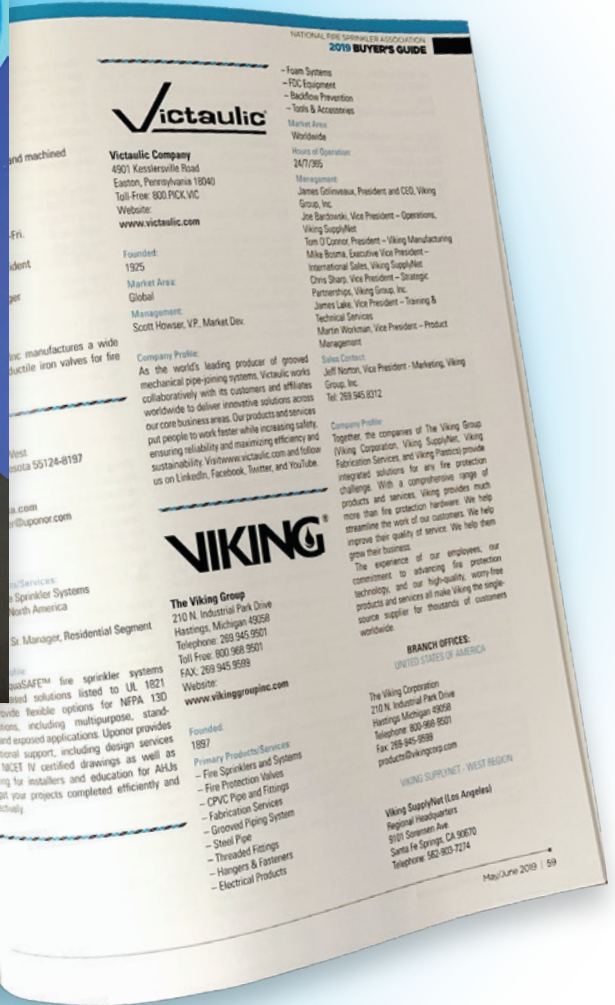 NATIONAL FIRE SPRINKLER ASSOCIATION
2019 BUYER'S GUIDE
and machined
-Fri.
ident
ger
Inc manufactures a wide
ductile iron valves for fire
West
esota 55124-8197
a.com
er@uponor.com
ts/Services:
e Sprinkler Systems
North America
Sr. Manager, Residential Segment
ofile:
quaSAFE™ fire sprinkler systems
ased solutions listed to UL 1821
ovide flexible options for NFPA 13D
tions, including multipurpose, stand-
and exposed applications. Uponor provides
tional support, including design services
NICET IV certified drawings as well as
ng for installers and education for AHJs
get your projects completed efficiently and
ectively.
Victaulic®
Victaulic Company
4901 Kesslersville Road
Easton, Pennsylvania 18040
Toll-Free: 800.PICK.VIC
Website:
www.victaulic.com
Founded:
1925
Market Area:
Global
Management:
Scott Howser, V.P., Market Dev.
Company Profile:
As the world's leading producer of grooved
mechanical pipe-joining systems, Victaulic works
collaboratively with its customers and affiliates
worldwide to deliver innovative solutions across
our core business areas. Our products and services
put people to work faster while increasing safety,
ensuring reliability and maximizing efficiency and
sustainability. Visitwww.victaulic.com and follow
us on LinkedIn, Facebook, Twitter, and YouTube.
VIKING®
The Viking Group
210 N. Industrial Park Drive
Hastings, Michigan 49058
Telephone: 269.945.9501
Toll Free: 800.968.9501
FAX: 269.945.9599
Website:
www.vikinggroupinc.com
Founded:
1897
Primary Products/Services:
– Fire Sprinklers and Systems
– Fire Protection Valves
– CPVC Pipe and Fittings
– Fabrication Services
– Grooved Piping System
– Steel Pipe
– Threaded Fittings
– Hangers & Fasteners
– Electrical Products
– Foam Systems
– FDC Equipment
– Backflow Prevention
– Tools & Accessories
Market Area:
Worldwide
Hours of Operation:
24/7/365
Management:
James Golinveaux, President and CEO, Viking
Group, Inc.
Joe Bardowski, Vice President – Operations,
Viking SupplyNet
Tom O'Connor, President – Viking Manufacturing
Mike Bosma, Executive Vice President –
International Sales, Viking SupplyNet
Chris Sharp, Vice President – Strategic
Partnerships, Viking Group, Inc.
James Lake, Vice President – Training &
Technical Services
Martin Workman, Vice President – Product
Management
Sales Contact:
Jeff Norton, Vice President - Marketing, Viking
Group, Inc.
Tel: 269.945.8312
Company Profile
Together, the companies of The Viking Group
(Viking Corporation, Viking SupplyNet, Viking
Fabrication Services, and Viking Plastics) provide
integrated solutions for any fire protection
challenge. With a comprehensive range of
products and services, Viking provides much
more than fire protection hardware. We help
streamline the work of our customers. We help
improve their quality of service. We help them
grow their business.
The experience of our employees, our
commitment to advancing fire protection
technology, and our high-quality, worry-free
products and services all make Viking the single-
source supplier for thousands of customers
worldwide.
BRANCH OFFICES:
UNITED STATES OF AMERICA
The Viking Corporation
210 N. Industrial Park Drive
Hastings Michigan 49058
Telephone: 800-968-9501
Fax: 269-945-9599
products@vikingcorp.com
VIKING SUPPLYNET - WEST REGION
Viking SupplyNet (Los Angeles)
Regional Headquarters
9101 Sorensen Ave.
Santa Fe Springs, CA 90670
Telephone: 562-903-7274
May/June 2019 | 59